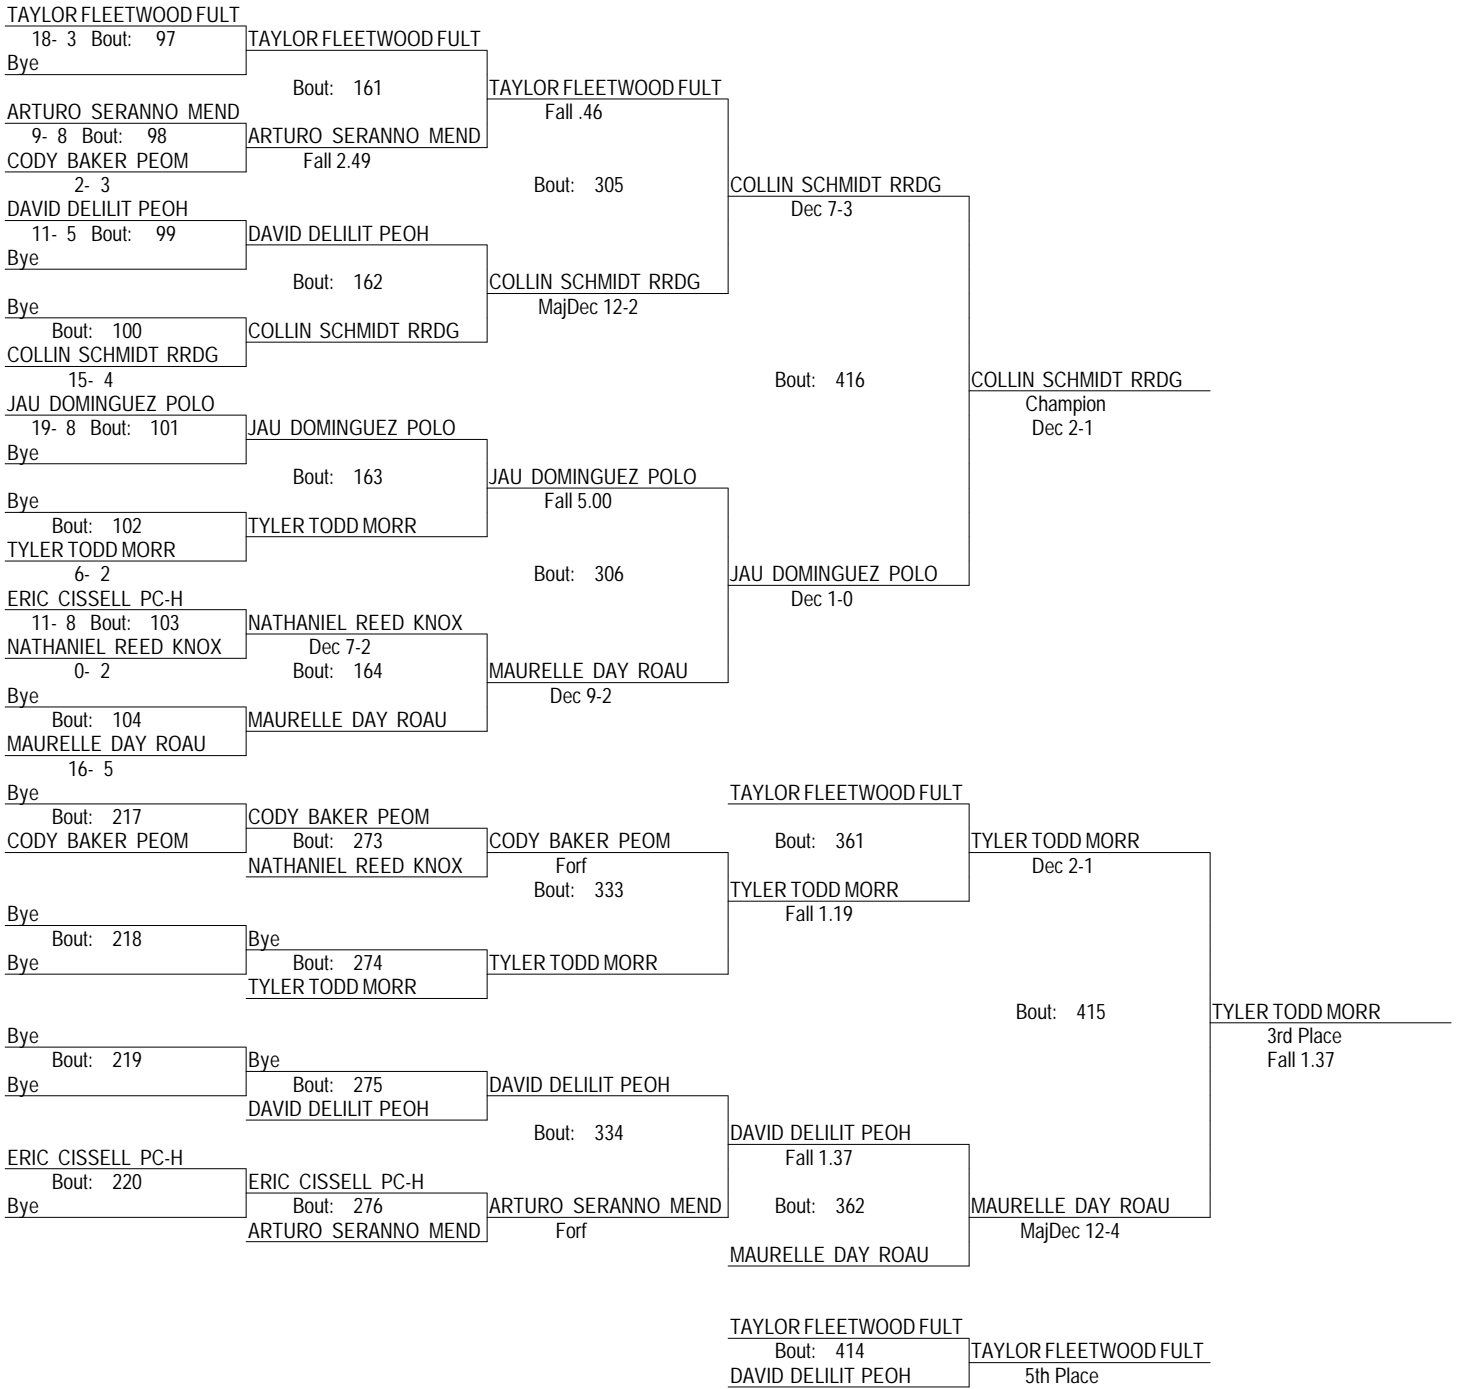 TAYLOR FLEETWOOD FULT
18- 3 Bout: 97 TAYLOR FLEETWOOD FULT
Bye
Bout: 161 TAYLOR FLEETWOOD FULT
ARTURO SERANNO MEND Fall .46
9- 8 Bout: 98 ARTURO SERANNO MEND
CODY BAKER PEOM Fall 2.49
2- 3 Bout: 305 COLLIN SCHMIDT RRDG
DAVID DELILIT PEOH Dec 7-3
11- 5 Bout: 99 DAVID DELILIT PEOH
Bye
Bout: 162 COLLIN SCHMIDT RRDG
Bye MajDec 12-2
Bout: 100 COLLIN SCHMIDT RRDG
COLLIN SCHMIDT RRDG
15- 4 Bout: 416 COLLIN SCHMIDT RRDG
JAU DOMINGUEZ POLO Champion
19- 8 Bout: 101 JAU DOMINGUEZ POLO Dec 2-1
Bye
Bout: 163 JAU DOMINGUEZ POLO
Bye Fall 5.00
Bout: 102 TYLER TODD MORR
TYLER TODD MORR
6- 2 Bout: 306 JAU DOMINGUEZ POLO
ERIC CISSELL PC-H Dec 1-0
11- 8 Bout: 103 NATHANIEL REED KNOX
NATHANIEL REED KNOX Dec 7-2
0- 2 Bout: 164 MAURELLE DAY ROAU
Bye Dec 9-2
Bout: 104 MAURELLE DAY ROAU
MAURELLE DAY ROAU
16- 5
Bye TAYLOR FLEETWOOD FULT
Bout: 217 CODY BAKER PEOM
CODY BAKER PEOM Bout: 273 CODY BAKER PEOM Bout: 361 TYLER TODD MORR
NATHANIEL REED KNOX Forf Dec 2-1
Bout: 333 TYLER TODD MORR
Bye Fall 1.19
Bout: 218 Bye
Bye Bout: 274 TYLER TODD MORR
TYLER TODD MORR
Bout: 415 TYLER TODD MORR
Bye 3rd Place
Bout: 219 Bye Fall 1.37
Bye Bout: 275 DAVID DELILIT PEOH
DAVID DELILIT PEOH
Bout: 334 DAVID DELILIT PEOH
ERIC CISSELL PC-H Fall 1.37
Bout: 220 ERIC CISSELL PC-H
Bye Bout: 276 ARTURO SERANNO MEND Bout: 362 MAURELLE DAY ROAU
ARTURO SERANNO MEND Forf MajDec 12-4
MAURELLE DAY ROAU
TAYLOR FLEETWOOD FULT
Bout: 414 TAYLOR FLEETWOOD FULT
DAVID DELILIT PEOH 5th Place